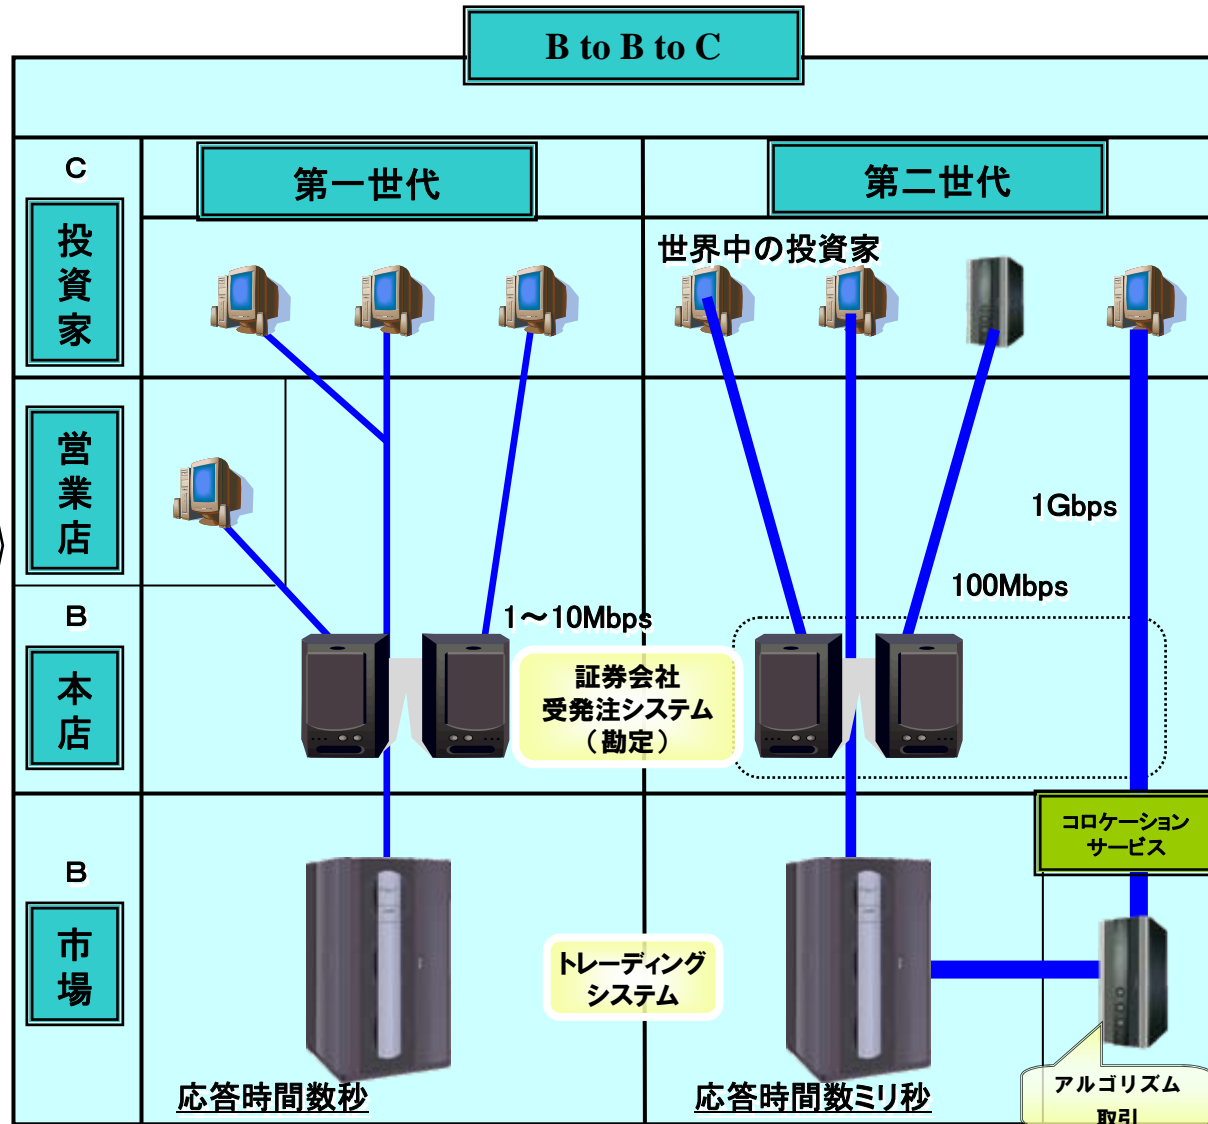 B to B to C
C
第一世代
第二世代
投資家
世界中の投資家
営業店
1Gbps
100Mbps
B
1～10Mbps
本店
証券会社
受発注システム
（勘定）
コロケーション
サービス
B
市場
トレーディング
システム
応答時間数秒
応答時間数ミリ秒
アルゴリズム
取引